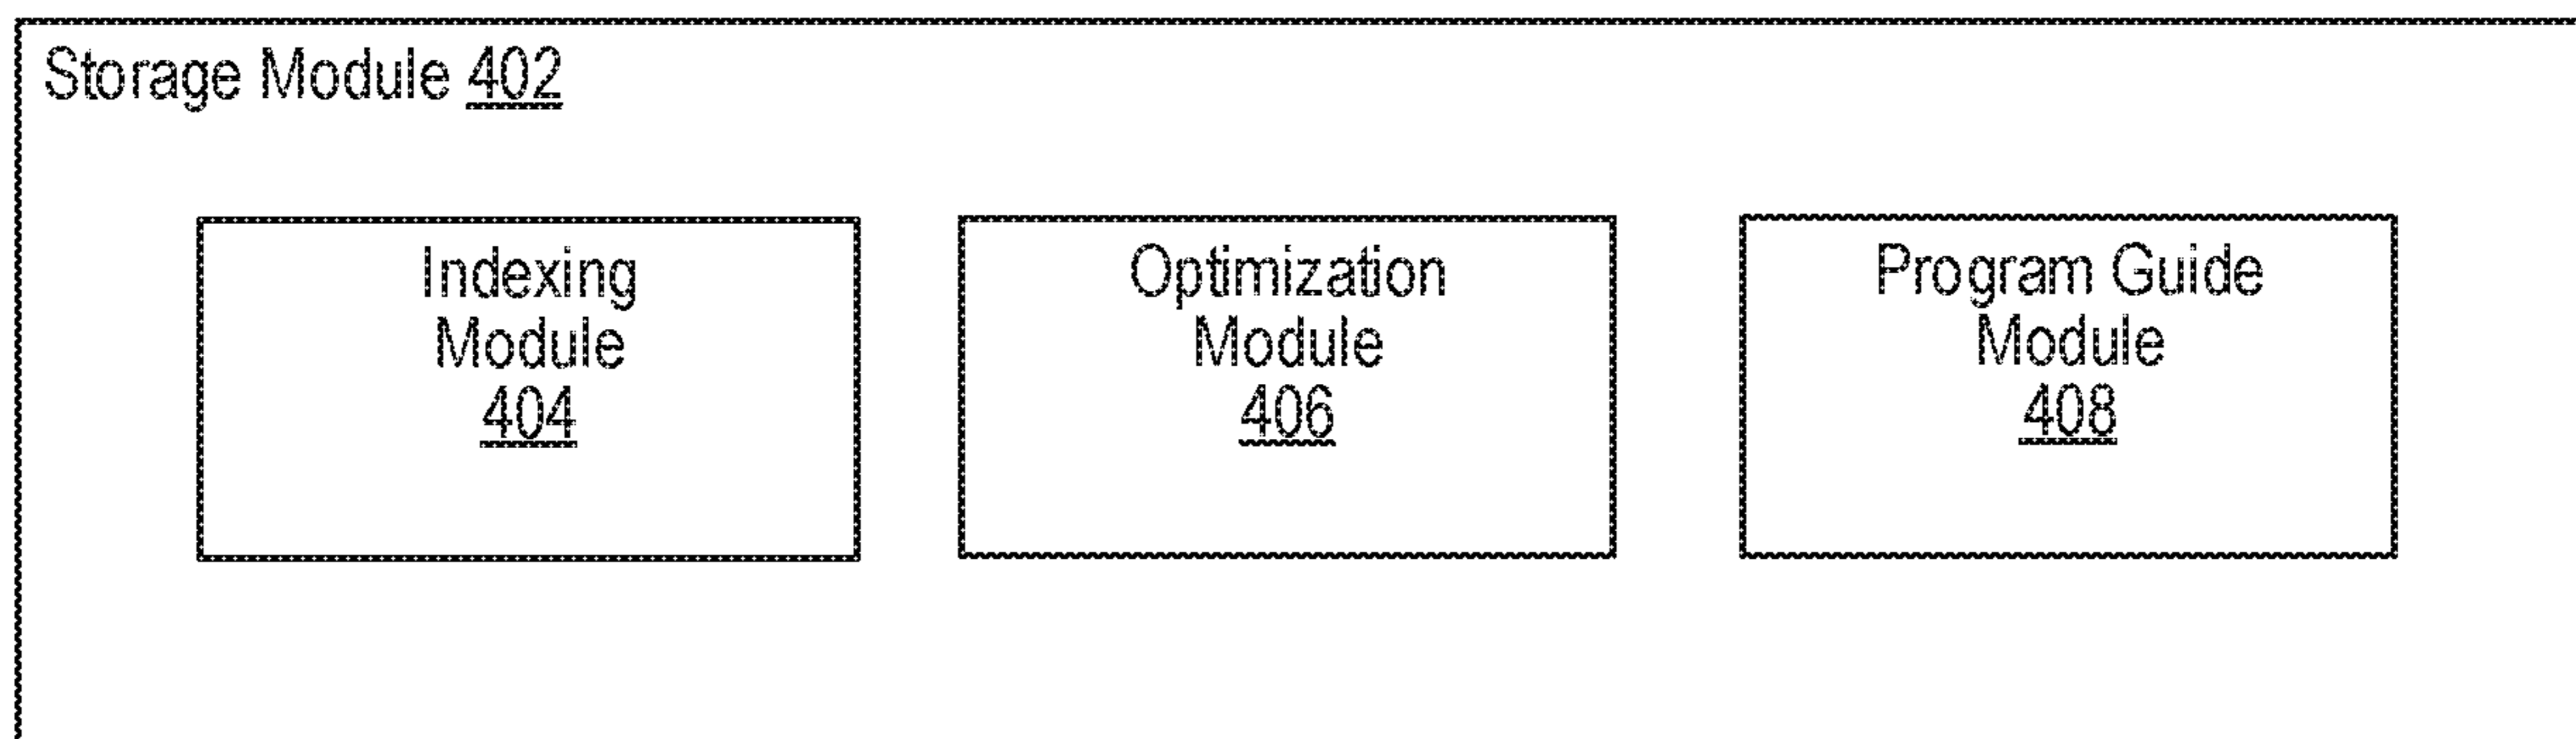 Storage Module 402
Indexing
Module
404
Optimization
Module
406
Program Guide
Module
408